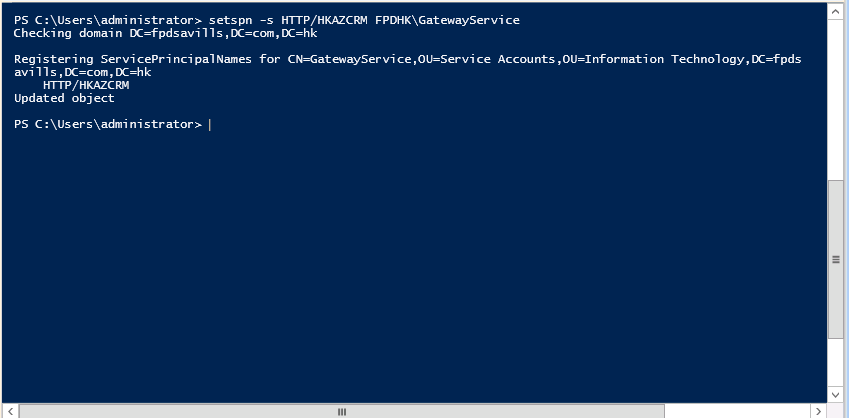 PS C:\Users\administrator> setspn -s HTTP/HKAZCRM FPDHK\GatewayService
Checking domain DC=fpdsavills,DC=com,DC=hk
Registering ServicePrincipalNames for CN=GatewayService,OU=Service Accounts,OU=Information Technology,DC=fpds
avills,DC=com,DC=hk
HTTP/HKAZCRM
Updated object
PS C:\Users\administrator>